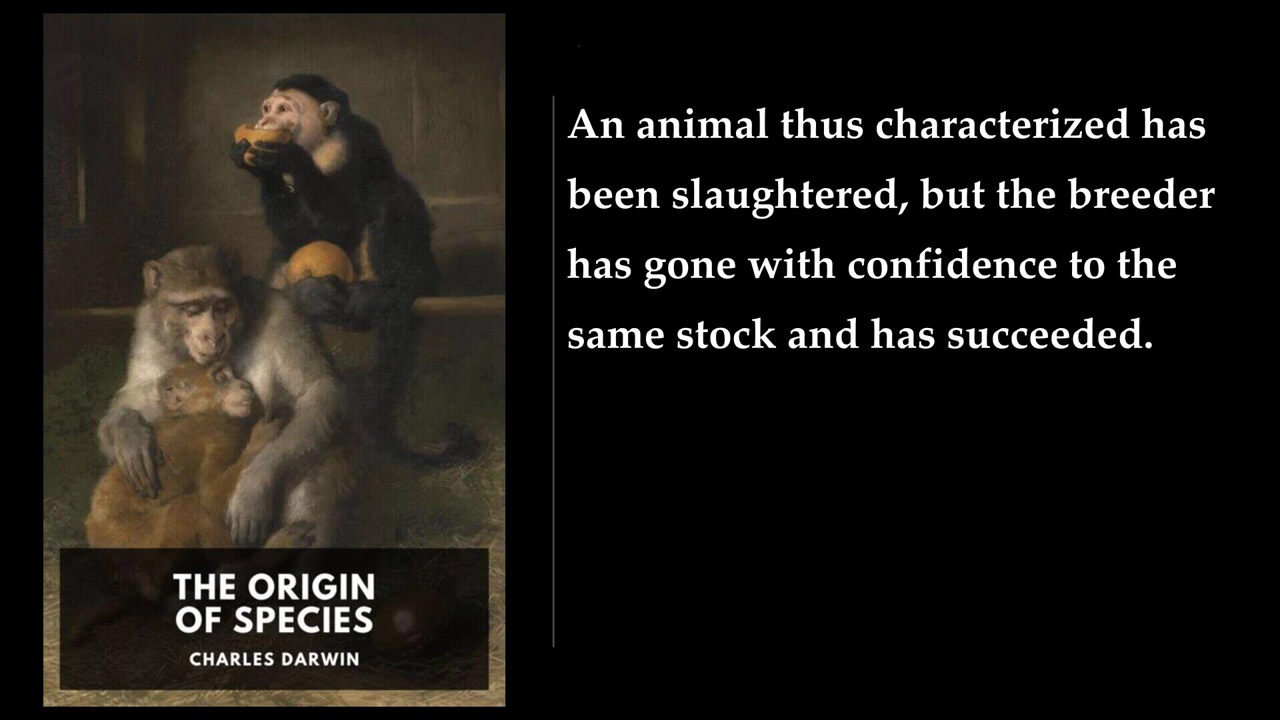 An animal thus characterized has
been slaughtered, but the breeder
has gone with confidence to the
same stock and has succeeded.
THE ORIGIN
OF SPECIES
CHARLES DARWIN